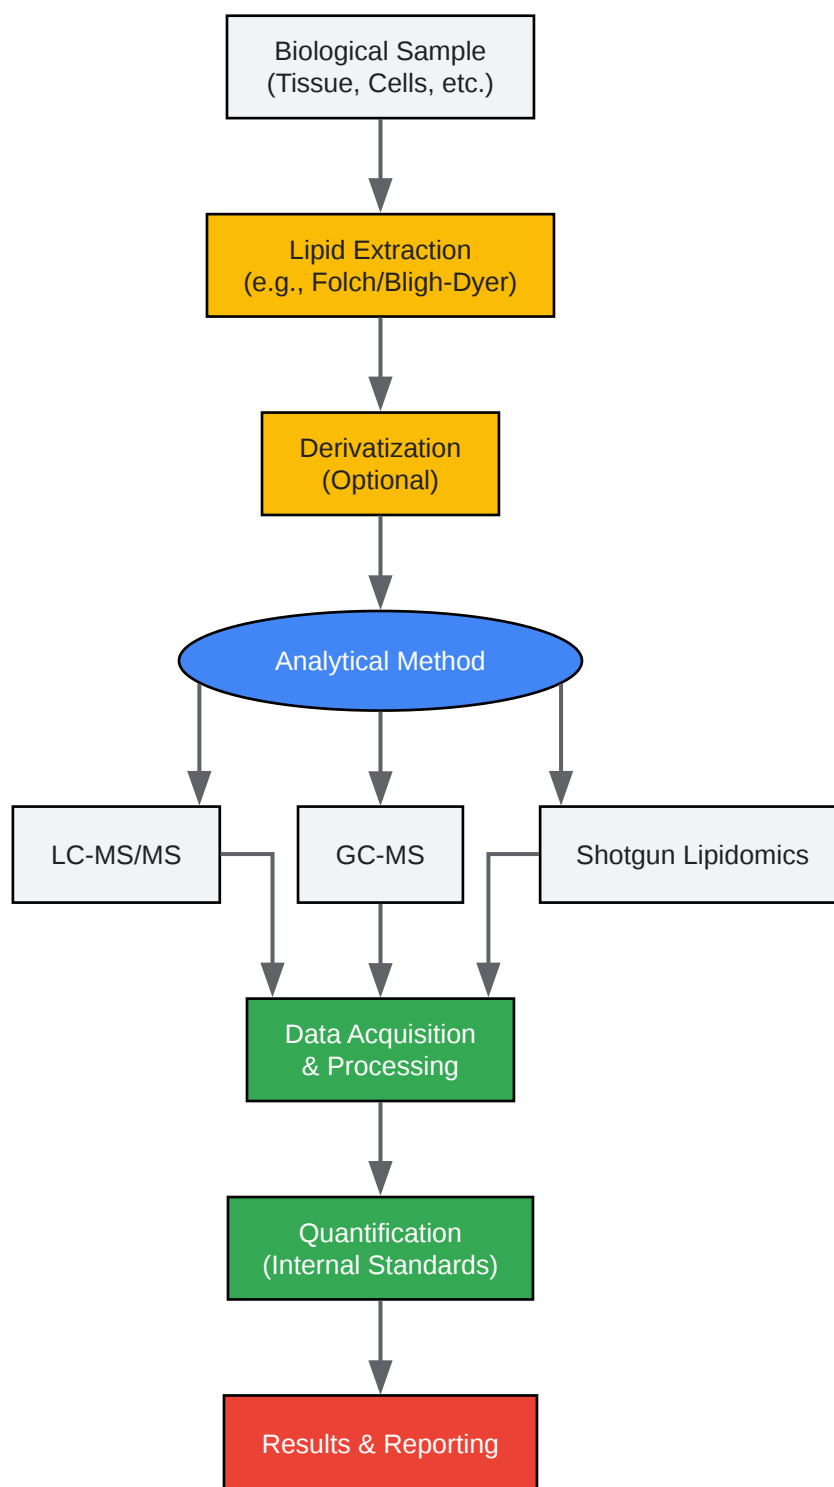 Biological Sample
(Tissue, Cells, etc.)
Lipid Extraction
(e.g., Folch/Bligh-Dyer)
Derivatization
(Optional)
Analytical Method
LC-MS/MS
GC-MS
Shotgun Lipidomics
Data Acquisition
& Processing
Quantification
(Internal Standards)
Results & Reporting